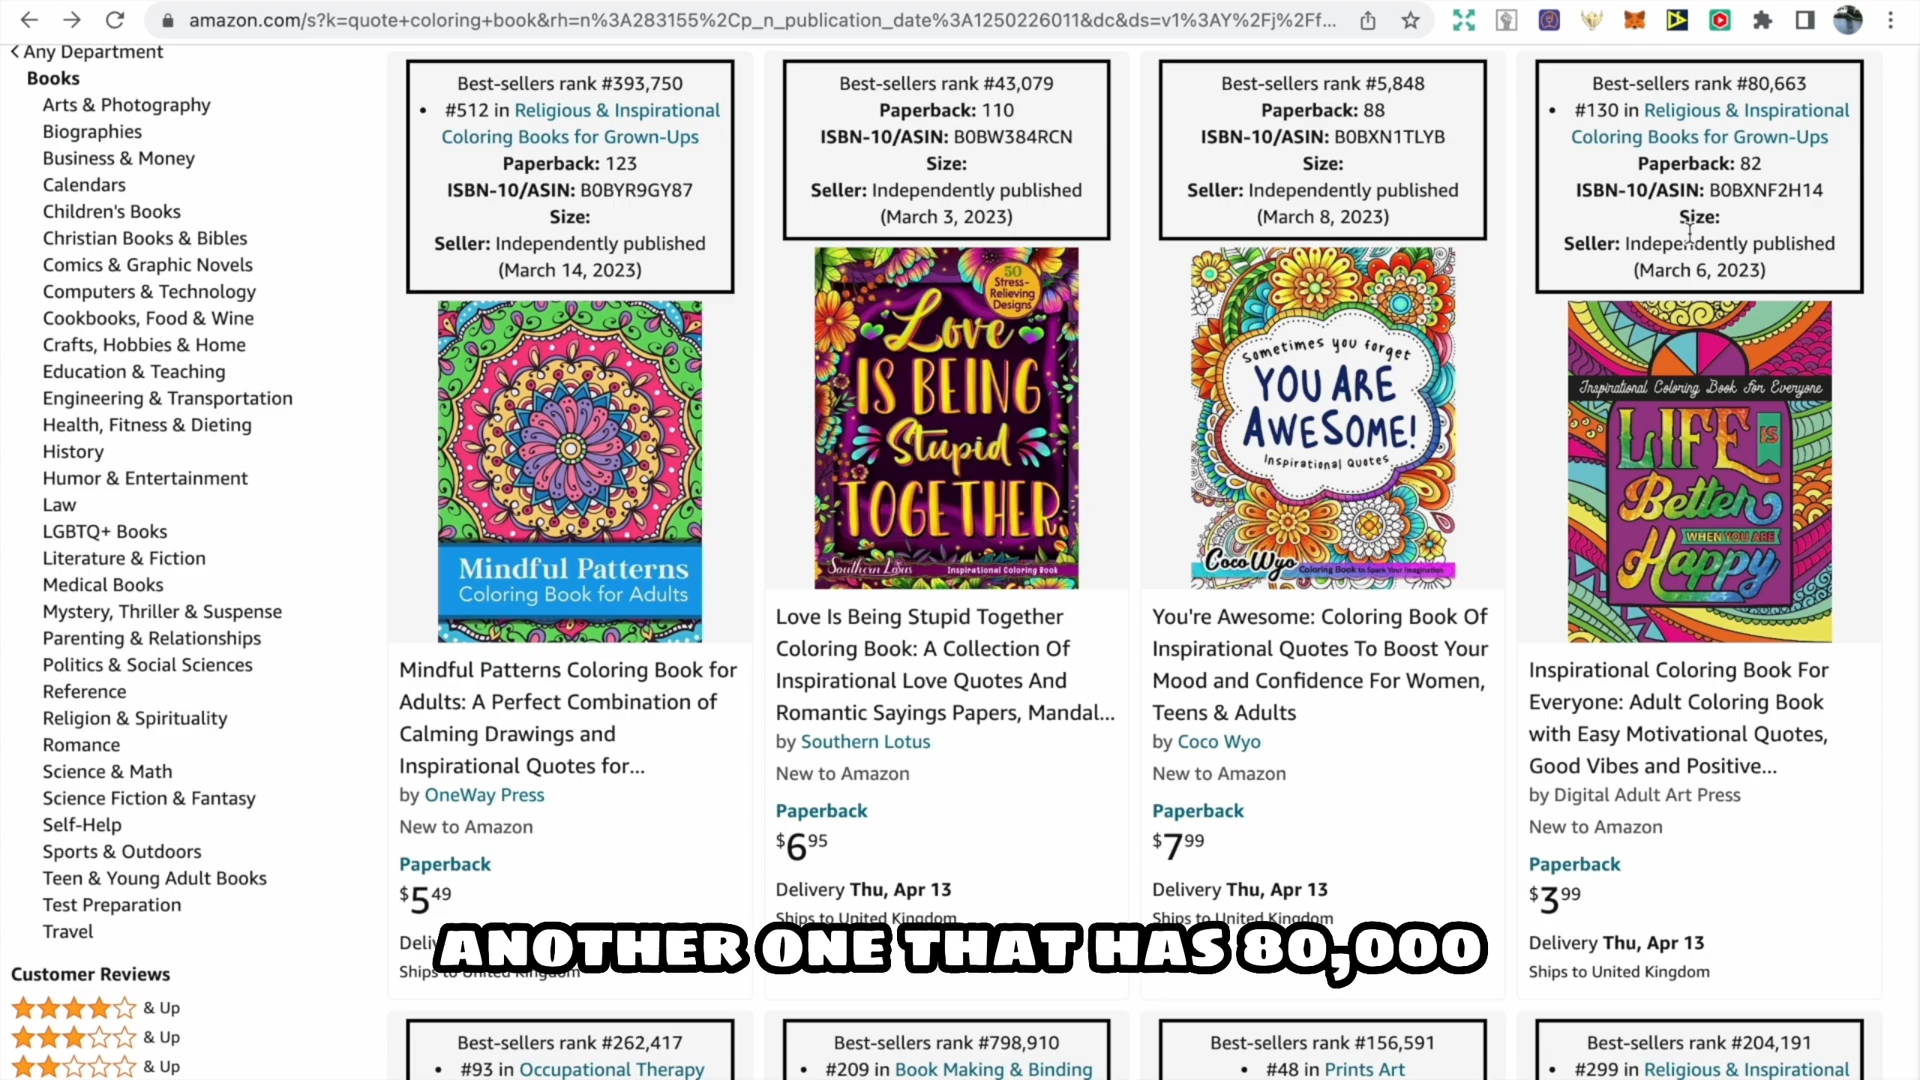 amazon.com/s?k=quote+coloring+book&rh=n%3A283155%2Cp_n_publication_date%3A1250226011&dc&ds=v1%3AY%2Fj%2Ff...
Any Department
Books
Arts & Photography
Biographies
Business & Money
Calendars
Children's Books
Christian Books & Bibles
Comics & Graphic Novels
Computers & Technology
Cookbooks, Food & Wine
Crafts, Hobbies & Home
Education & Teaching
Engineering & Transportation
Health, Fitness & Dieting
History
Humor & Entertainment
Law
LGBTQ+ Books
Literature & Fiction
Medical Books
Mystery, Thriller & Suspense
Parenting & Relationships
Politics & Social Sciences
Reference
Religion & Spirituality
Romance
Science & Math
Science Fiction & Fantasy
Self-Help
Sports & Outdoors
Teen & Young Adult Books
Test Preparation
Travel
Customer Reviews
& Up
& Up
& Up
Best-sellers rank #393,750
• #512 in Religious & Inspirational
Coloring Books for Grown-Ups
Paperback: 123
ISBN-10/ASIN: B0BYR9GY87
Size:
Seller: Independently published
(March 14, 2023)
Mindful Patterns
Coloring Book for Adults
Mindful Patterns Coloring Book for
Adults: A Perfect Combination of
Calming Drawings and
Inspirational Quotes for...
by OneWay Press
New to Amazon
Paperback
$5 49
Deli
Ships to United Kingdom
Best-sellers rank #43,079
Paperback: 110
ISBN-10/ASIN: B0BW384RCN
Size:
Seller: Independently published
(March 3, 2023)
50
Stress-
Relieving
Designs
Love
IS BEING
Stupid
TOGETHER
Southern Lotus Inspirational Coloring Book
Love Is Being Stupid Together
Coloring Book: A Collection Of
Inspirational Love Quotes And
Romantic Sayings Papers, Mandal...
by Southern Lotus
New to Amazon
Paperback
$6 95
Delivery Thu, Apr 13
Ships to United Kingdom
Best-sellers rank #5,848
Paperback: 88
ISBN-10/ASIN: B0BXN1TLYB
Size:
Seller: Independently published
(March 8, 2023)
Sometimes you forget
YOU ARE
AWESOME!
Inspirational Quotes
Coco Wyo Coloring Book to Spark Your Imagination
You're Awesome: Coloring Book Of
Inspirational Quotes To Boost Your
Mood and Confidence For Women,
Teens & Adults
by Coco Wyo
New to Amazon
Paperback
$7 99
Delivery Thu, Apr 13
Ships to United Kingdom
Best-sellers rank #80,663
• #130 in Religious & Inspirational
Coloring Books for Grown-Ups
Paperback: 82
ISBN-10/ASIN: B0BXNF2H14
Size:
Seller: Independently published
(March 6, 2023)
Inspirational Coloring Book For Everyone
LIFE IS
Better
WHEN YOU ARE
Happy
Inspirational Coloring Book For
Everyone: Adult Coloring Book
with Easy Motivational Quotes,
Good Vibes and Positive...
by Digital Adult Art Press
New to Amazon
Paperback
$3 99
Delivery Thu, Apr 13
Ships to United Kingdom
ANOTHER ONE THAT HAS 80,000
Best-sellers rank #262,417
• #93 in Occupational Therapy
Best-sellers rank #798,910
• #209 in Book Making & Binding
Best-sellers rank #156,591
• #48 in Prints Art
Best-sellers rank #204,191
• #299 in Religious & Inspirational